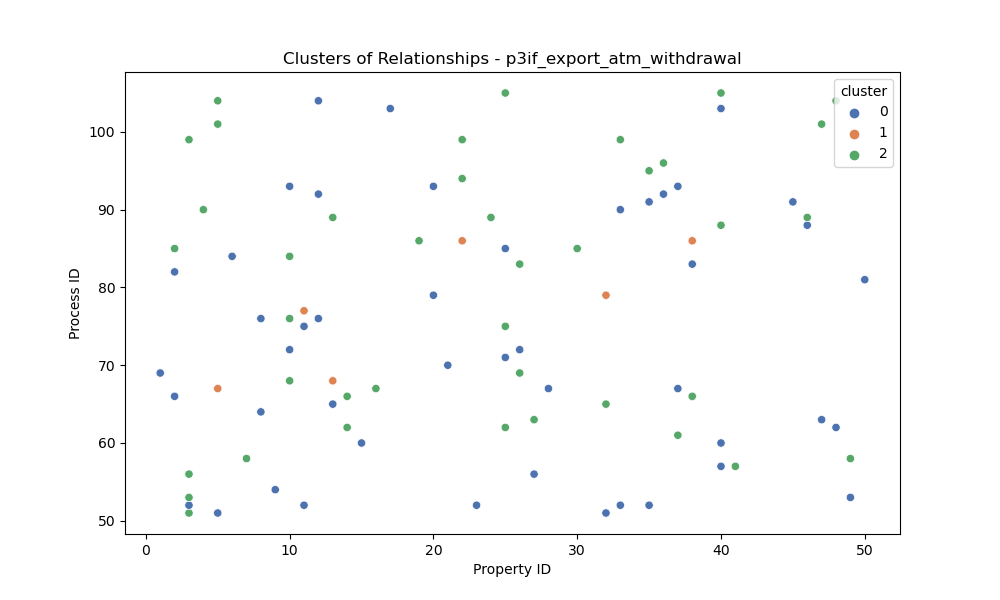 Clusters of Relationships - p3if_export_atm_withdrawal
cluster
0
1
2
100
90
80
70
60
50
Process ID
0 10 20 30 40 50
Property ID